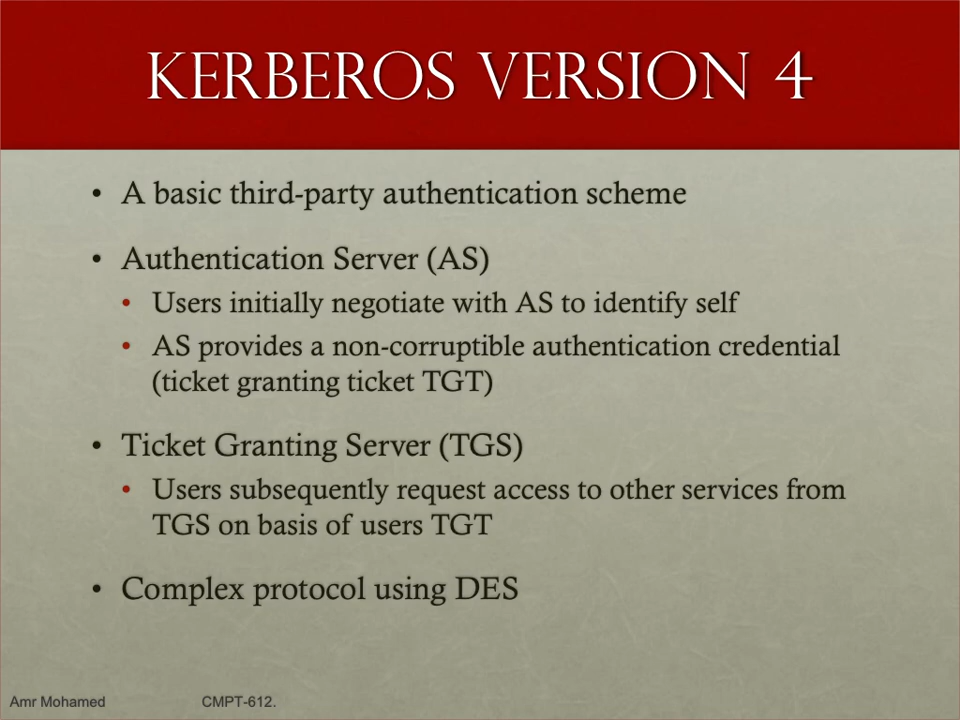 KERBEROS VERSION 4
• A basic third-party authentication scheme
• Authentication Server (AS)
• Users initially negotiate with AS to identify self
• AS provides a non-corruptible authentication credential
(ticket granting ticket TGT)
• Ticket Granting Server (TGS)
• Users subsequently request access to other services from
TGS on basis of users TGT
• Complex protocol using DES
Amr Mohamed CMPT-612.